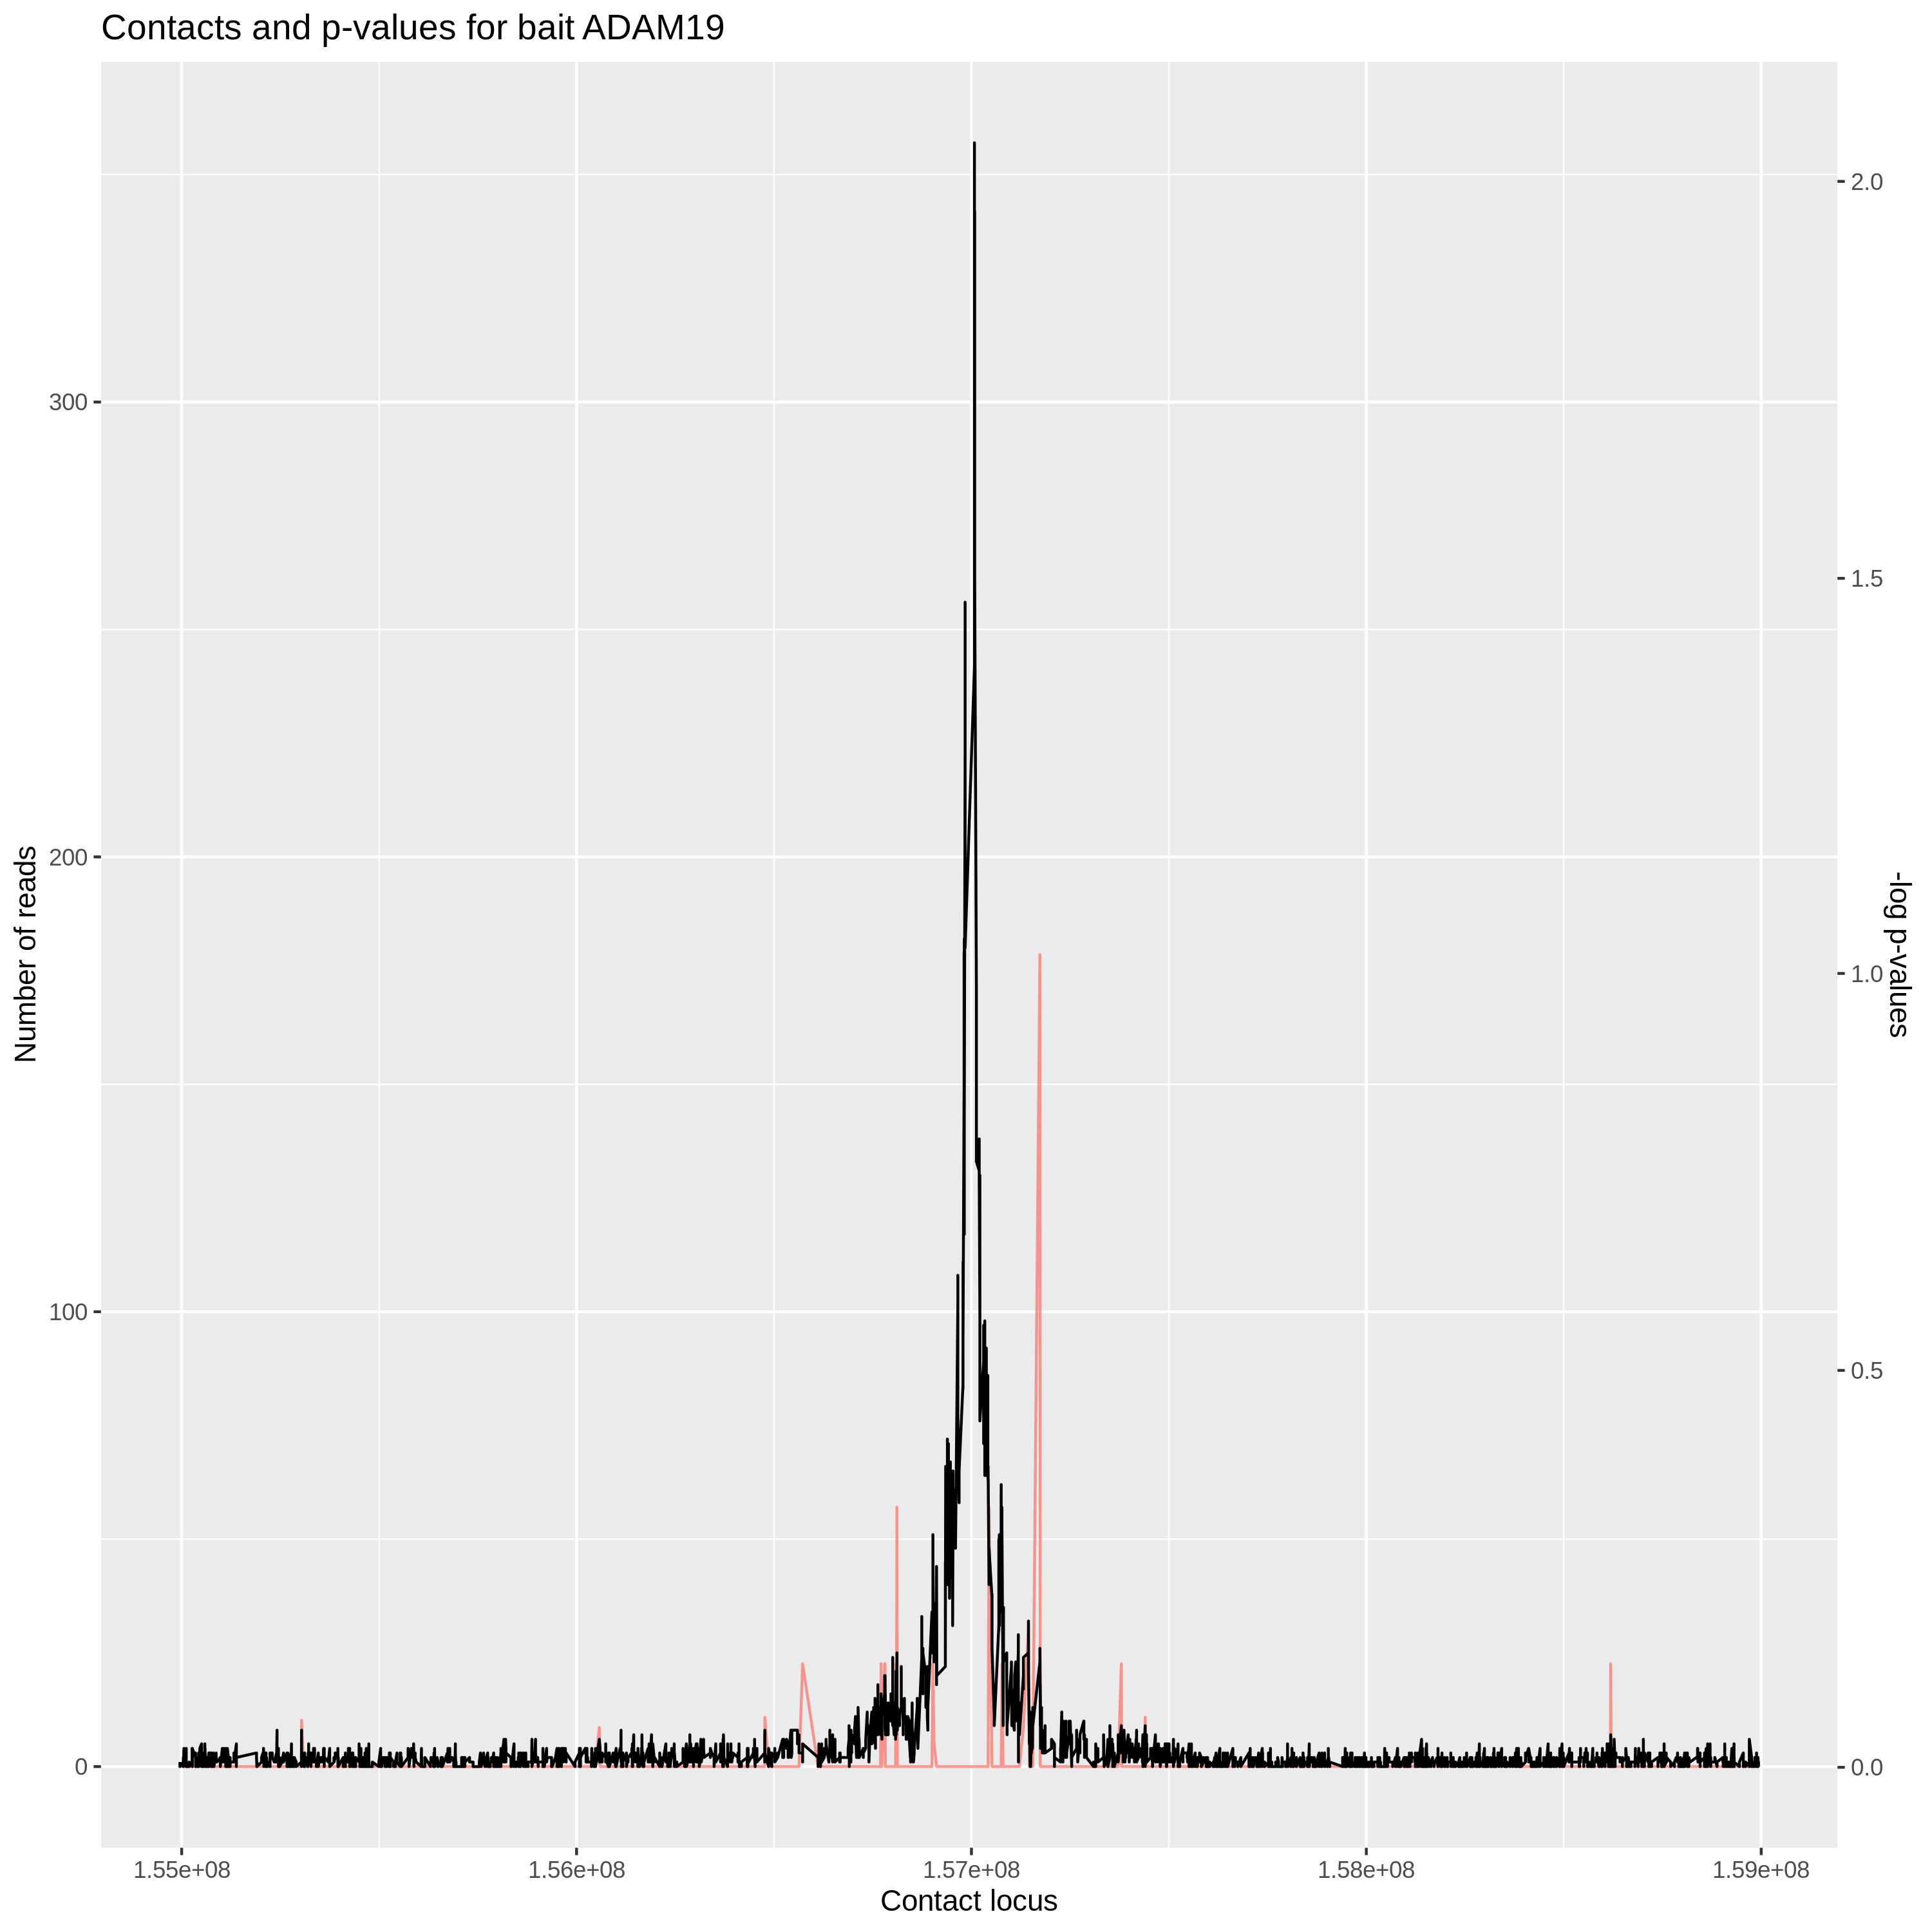 Contacts and p-values for bait ADAM19
Number of reads
300
200
100
0
2.0
1.5
1.0
0.5
0.0
-log p-values
1.55e+08
1.56e+08
1.57e+08
1.58e+08
1.59e+08
Contact locus